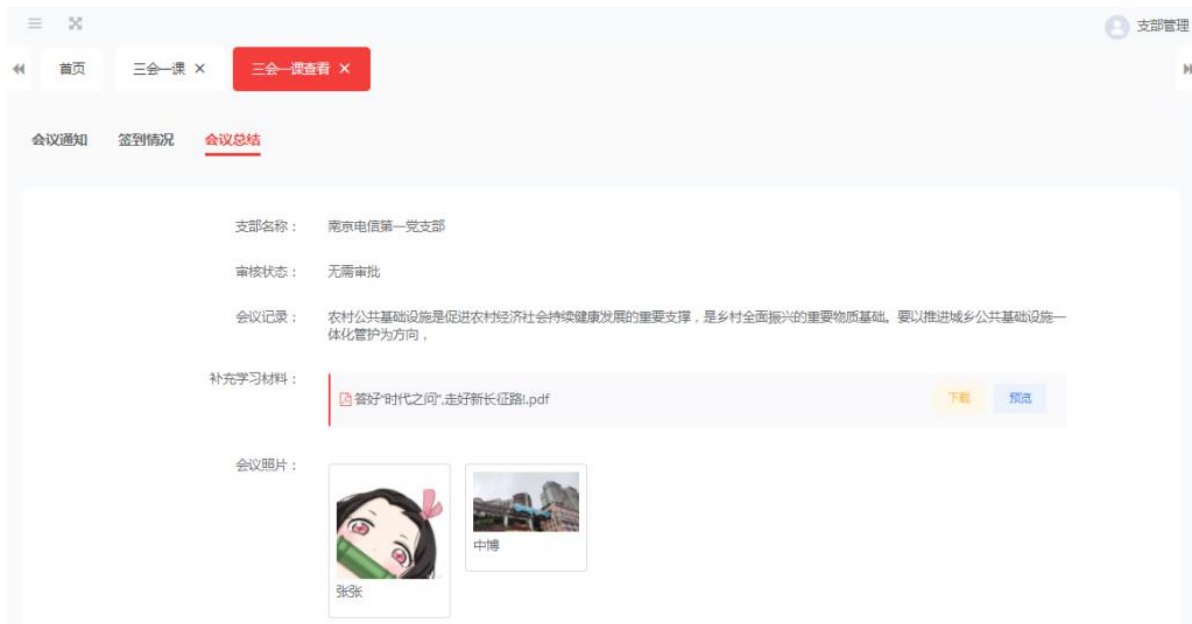 支部管理
首页 三会一课 × 三会一课查看 ×
会议通知 签到情况 会议总结
支部名称： 南京电信第一党支部
审核状态： 无需审批
会议记录： 农村公共基础设施是促进农村经济社会持续健康发展的重要支撑，是乡村全面振兴的重要物质基础。要以推进城乡公共基础设施一
体化管护为方向，
补充学习材料：
答好“时代之问”,走好新长征路!.pdf 下载 预览
会议照片：
中博
张张